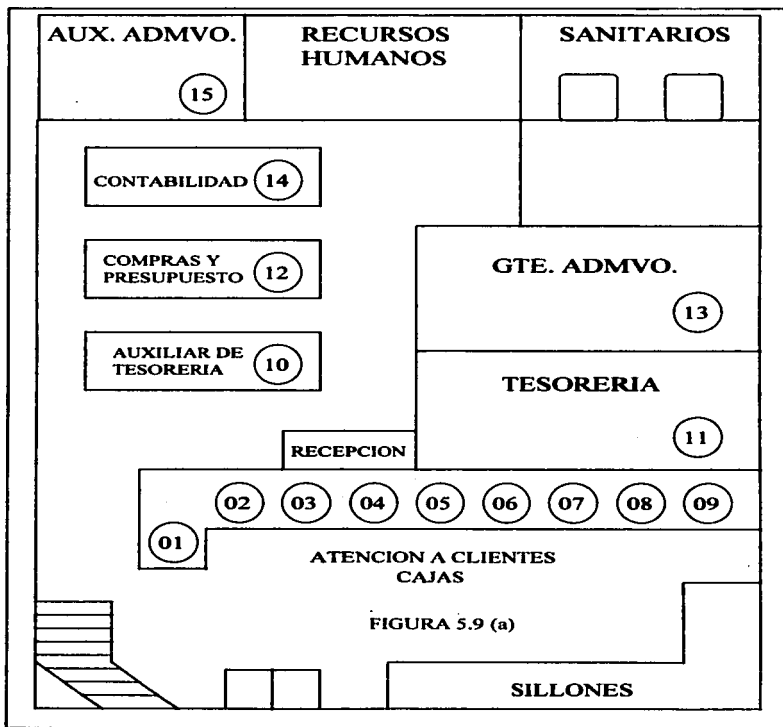 AUX. ADMVO.
15
RECURSOS
HUMANOS
SANITARIOS
CONTABILIDAD 14
COMPRAS Y
PRESUPUESTO 12
GTE. ADMVO.
13
AUXILIAR DE
TESORERIA 10
TESORERIA
11
RECEPCION
01 02 03 04 05 06 07 08 09
ATENCION A CLIENTES
CAJAS
FIGURA 5.9 (a)
SILLONES